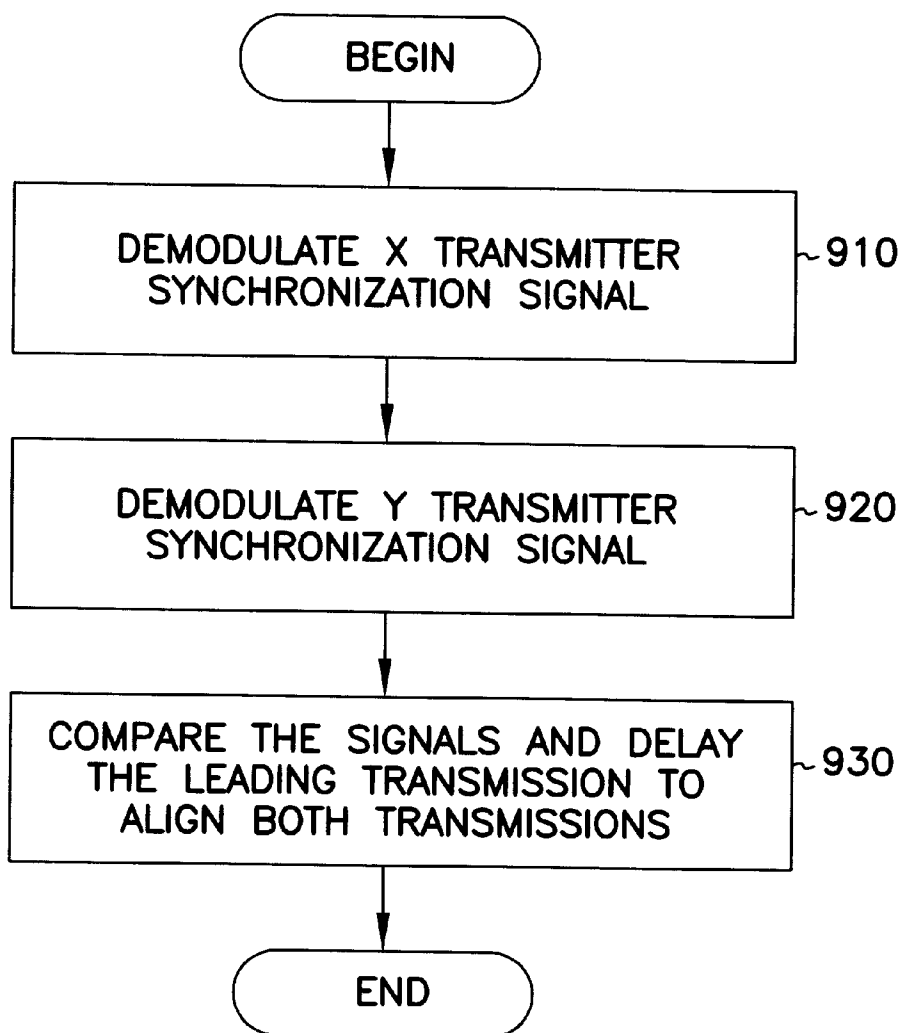 BEGIN
DEMODULATE X TRANSMITTER
SYNCHRONIZATION SIGNAL
910
DEMODULATE Y TRANSMITTER
SYNCHRONIZATION SIGNAL
920
COMPARE THE SIGNALS AND DELAY
THE LEADING TRANSMISSION TO
ALIGN BOTH TRANSMISSIONS
930
END